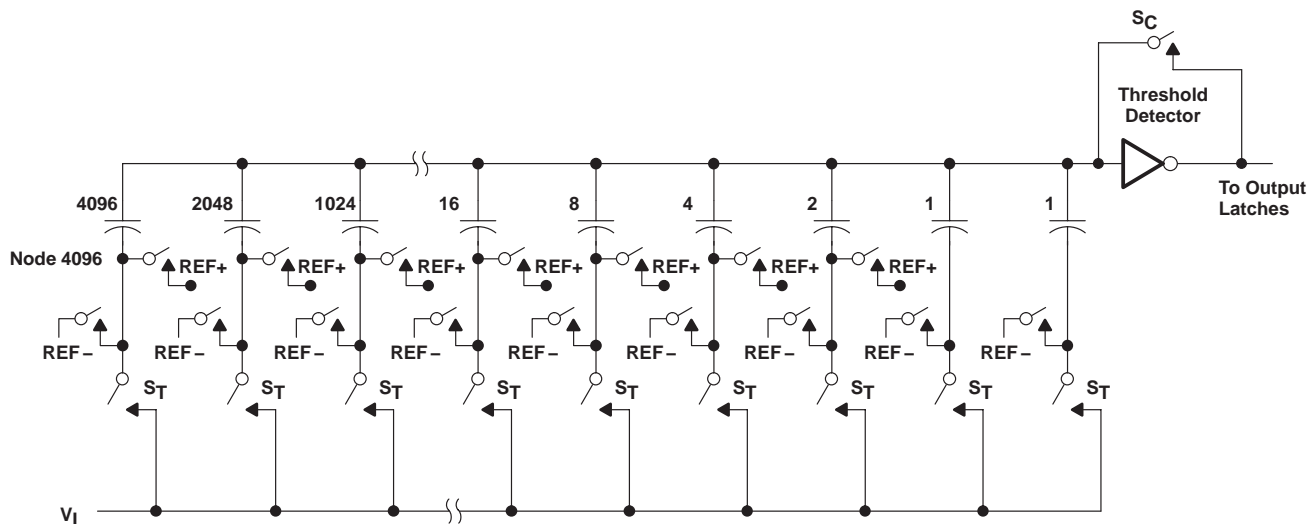 SC
Threshold
Detector
To Output
Latches
4096 2048 1024 16 8 4 2 1 1
Node 4096 REF+ REF+ REF+ REF+ REF+ REF+ REF+
REF− REF− REF− REF− REF− REF− REF− REF− REF−
ST ST ST ST ST ST ST ST ST
VI